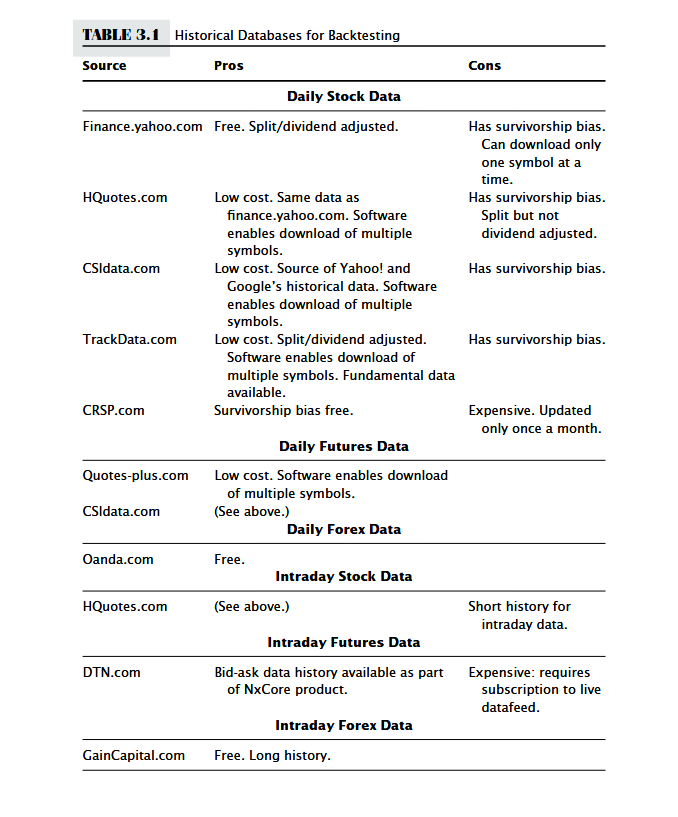 TABLE 3.1 Historical Databases for Backtesting
Source Pros Cons
Daily Stock Data
Finance.yahoo.com Free. Split/dividend adjusted. Has survivorship bias.
Can download only
one symbol at a
time.
HQuotes.com Low cost. Same data as Has survivorship bias.
finance.yahoo.com. Software Split but not
enables download of multiple dividend adjusted.
symbols.
CSIdata.com Low cost. Source of Yahoo! and Has survivorship bias.
Google's historical data. Software
enables download of multiple
symbols.
TrackData.com Low cost. Split/dividend adjusted. Has survivorship bias.
Software enables download of
multiple symbols. Fundamental data
available.
CRSP.com Survivorship bias free. Expensive. Updated
only once a month.
Daily Futures Data
Quotes-plus.com Low cost. Software enables download
of multiple symbols.
CSIdata.com (See above.)
Daily Forex Data
Oanda.com Free.
Intraday Stock Data
HQuotes.com (See above.) Short history for
intraday data.
Intraday Futures Data
DTN.com Bid-ask data history available as part Expensive: requires
of NxCore product. subscription to live
datafeed.
Intraday Forex Data
GainCapital.com Free. Long history.